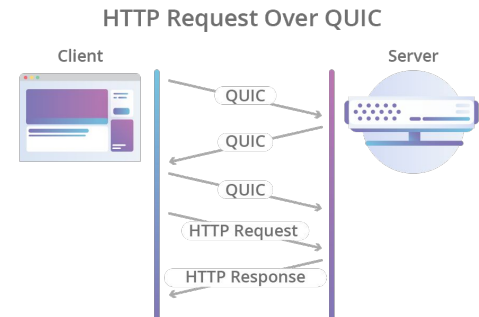 HTTP Request Over QUIC
Client
Server
QUIC
QUIC
QUIC
HTTP Request
HTTP Response